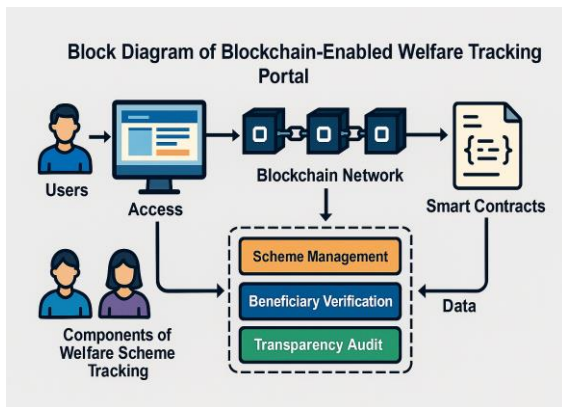 Block Diagram of Blockchain-Enabled Welfare Tracking
Portal
Users
Access
Blockchain Network
Smart Contracts
Scheme Management
Beneficiary Verification
Transparency Audit
Data
Components of
Welfare Scheme
Tracking